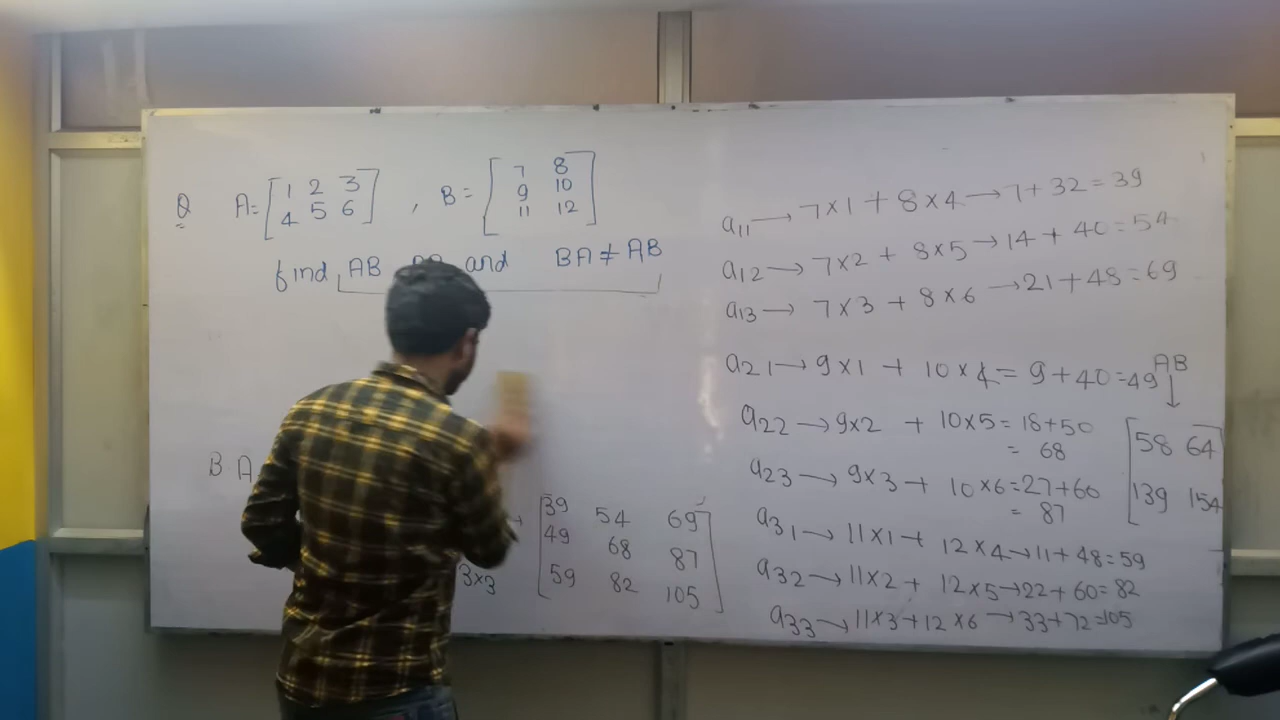 Q A= [ 1 2 3 , B= [ 7 8
4 5 6 ] 9 10
11 12 ]
find AB and BA ≠ AB
B A
39 54 69
49 68 87
3×3 59 82 105
a11 → 7×1 + 8×4 → 7+32=39
a12 → 7×2 + 8×5 → 14 + 40=54
a13 → 7×3 + 8×6 → 21+48=69
a21 → 9×1 + 10×4 = 9+40=49
a22 → 9×2 + 10×5=18+50
= 68
a23 → 9×3 + 10×6=27+60
= 87
a31 → 11×1+ 12×4→11+48=59
a32 → 11×2+ 12×5→22+60=82
a33 → 11×3+12×6 → 33+72=105
AB
↓
58 64
139 154